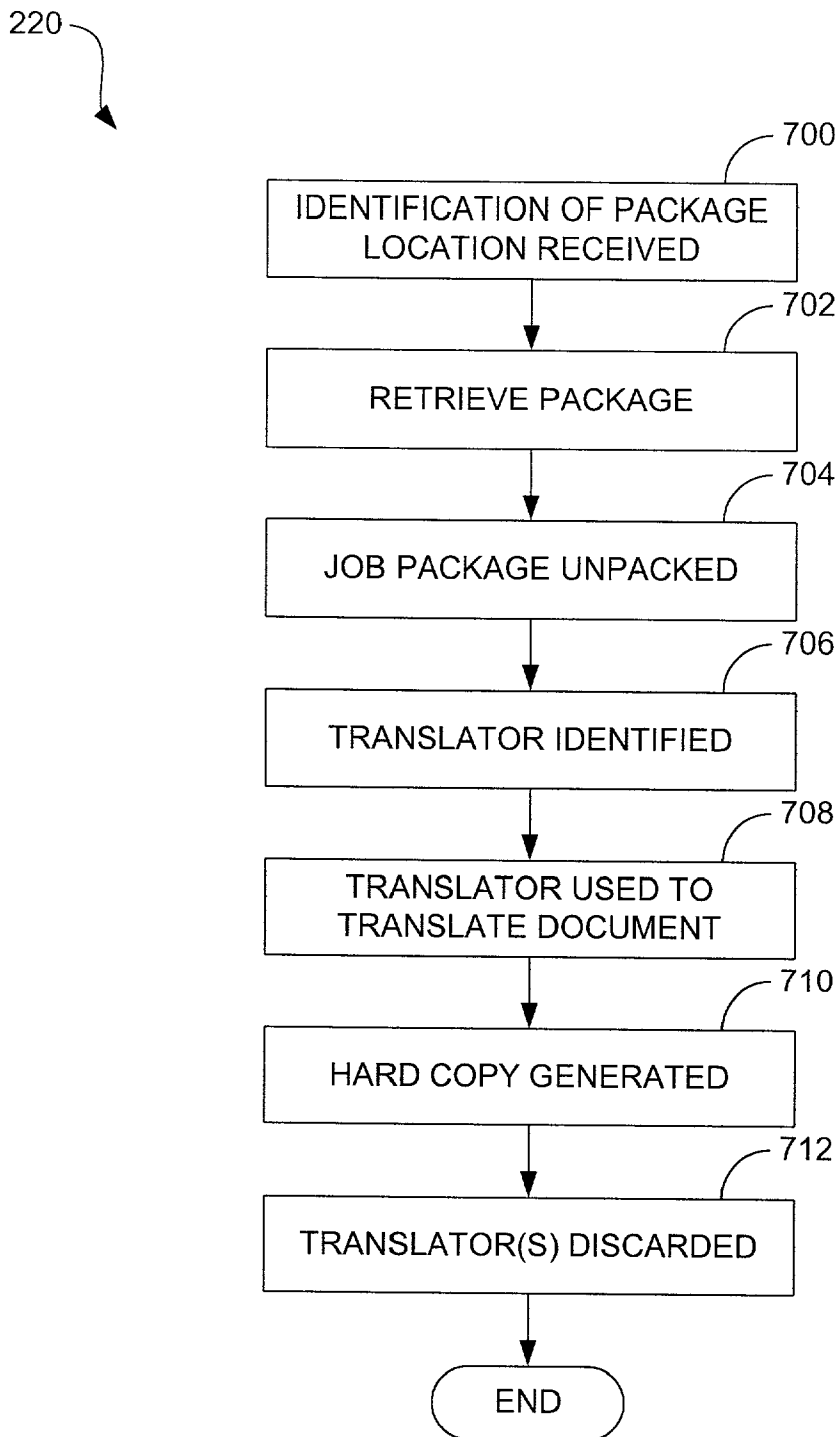 220
700
IDENTIFICATION OF PACKAGE
LOCATION RECEIVED
702
RETRIEVE PACKAGE
704
JOB PACKAGE UNPACKED
706
TRANSLATOR IDENTIFIED
708
TRANSLATOR USED TO
TRANSLATE DOCUMENT
710
HARD COPY GENERATED
712
TRANSLATOR(S) DISCARDED
END